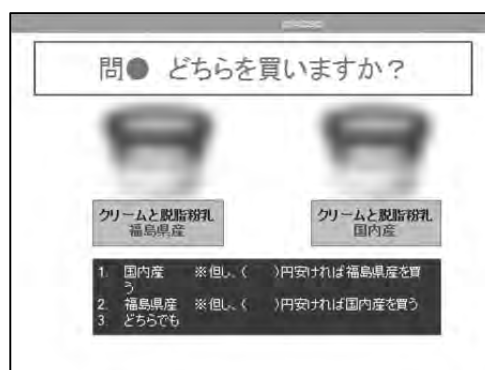 問● どちらを買いますか？
クリームと脱脂粉乳
福島県産
クリームと脱脂粉乳
国内産
1. 国内産 ※但し、（ ）円安ければ福島県産を買
う
2. 福島県産 ※但し、（ ）円安ければ国内産を買う
3. どちらでも